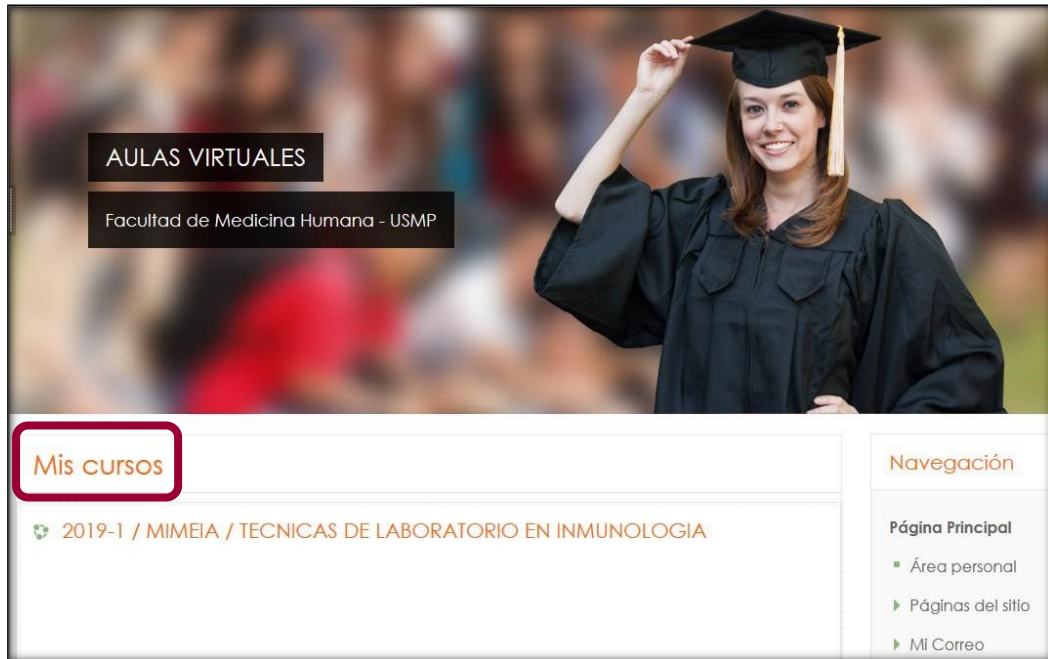 AULAS VIRTUALES
Facultad de Medicina Humana - USMP
Mis cursos
2019-1 / MIMEIA / TECNICAS DE LABORATORIO EN INMUNOLOGIA
Navegación
Página Principal
Área personal
Páginas del sitio
Mi Correo